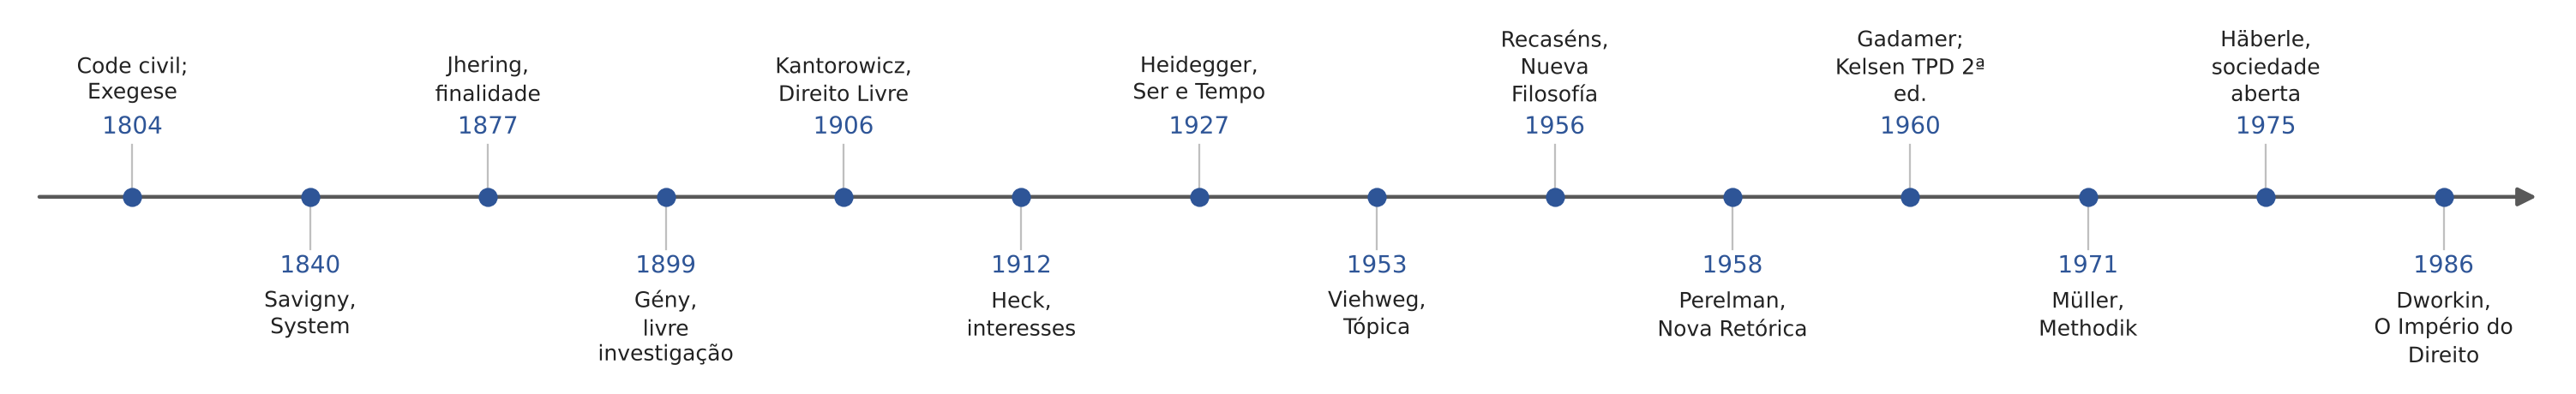 Code civil;
Exegese
1804
1840
Savigny,
System
Jhering,
finalidade
1877
1899
Gény,
livre
investigação
Kantorowicz,
Direito Livre
1906
1912
Heck,
interesses
Heidegger,
Ser e Tempo
1927
1953
Viehweg,
Tópica
Recaséns,
Nueva
Filosofía
1956
1958
Perelman,
Nova Retórica
Gadamer;
Kelsen TPD 2ª
ed.
1960
1971
Müller,
Methodik
Häberle,
sociedade
aberta
1975
1986
Dworkin,
O Império do
Direito